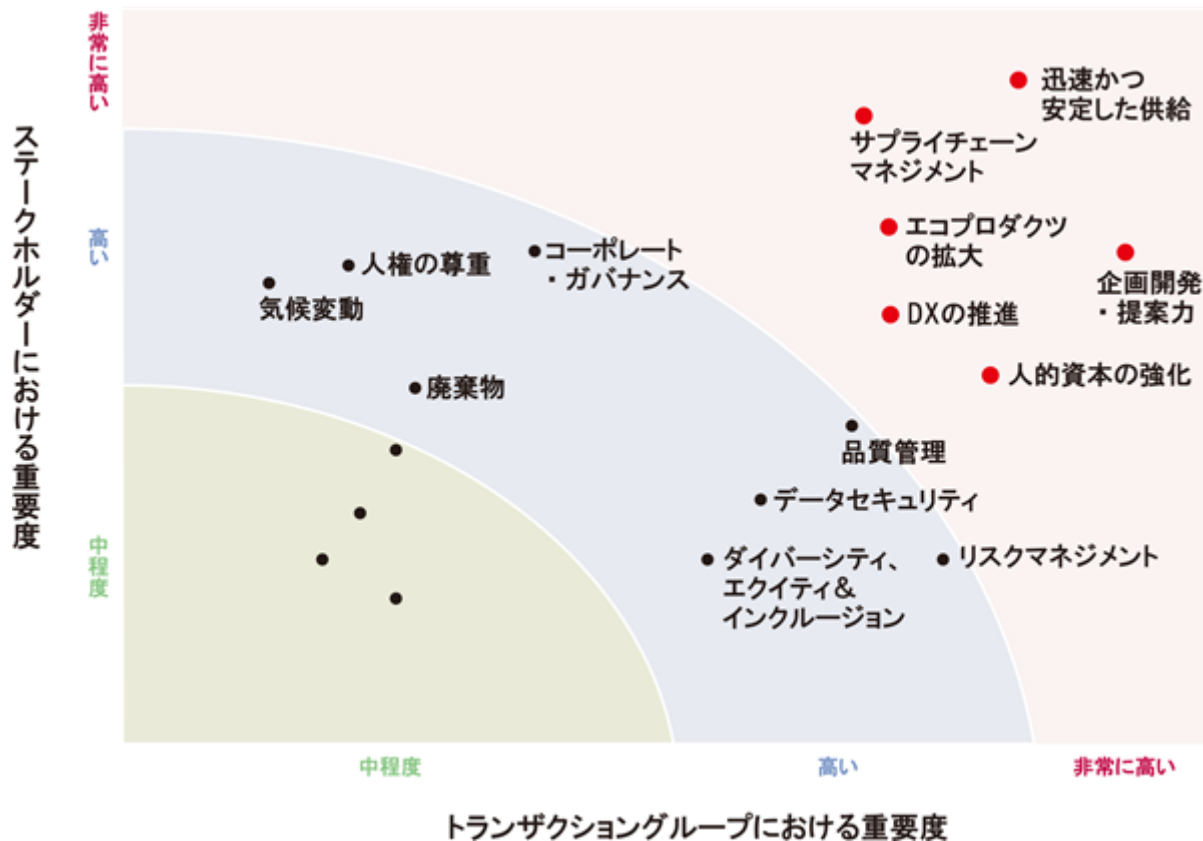 ステークホルダーにおける重要度
非常に高い
高い
中程度
迅速かつ
安定した供給
サプライチェーン
マネジメント
エコプロダクツ
の拡大
企画開発
・提案力
DXの推進
人的資本の強化
コーポレート
・ガバナンス
人権の尊重
気候変動
廃棄物
品質管理
データセキュリティ
ダイバーシティ、
エクイティ&
インクルージョン
リスクマネジメント
中程度
高い
非常に高い
トランザクショングループにおける重要度